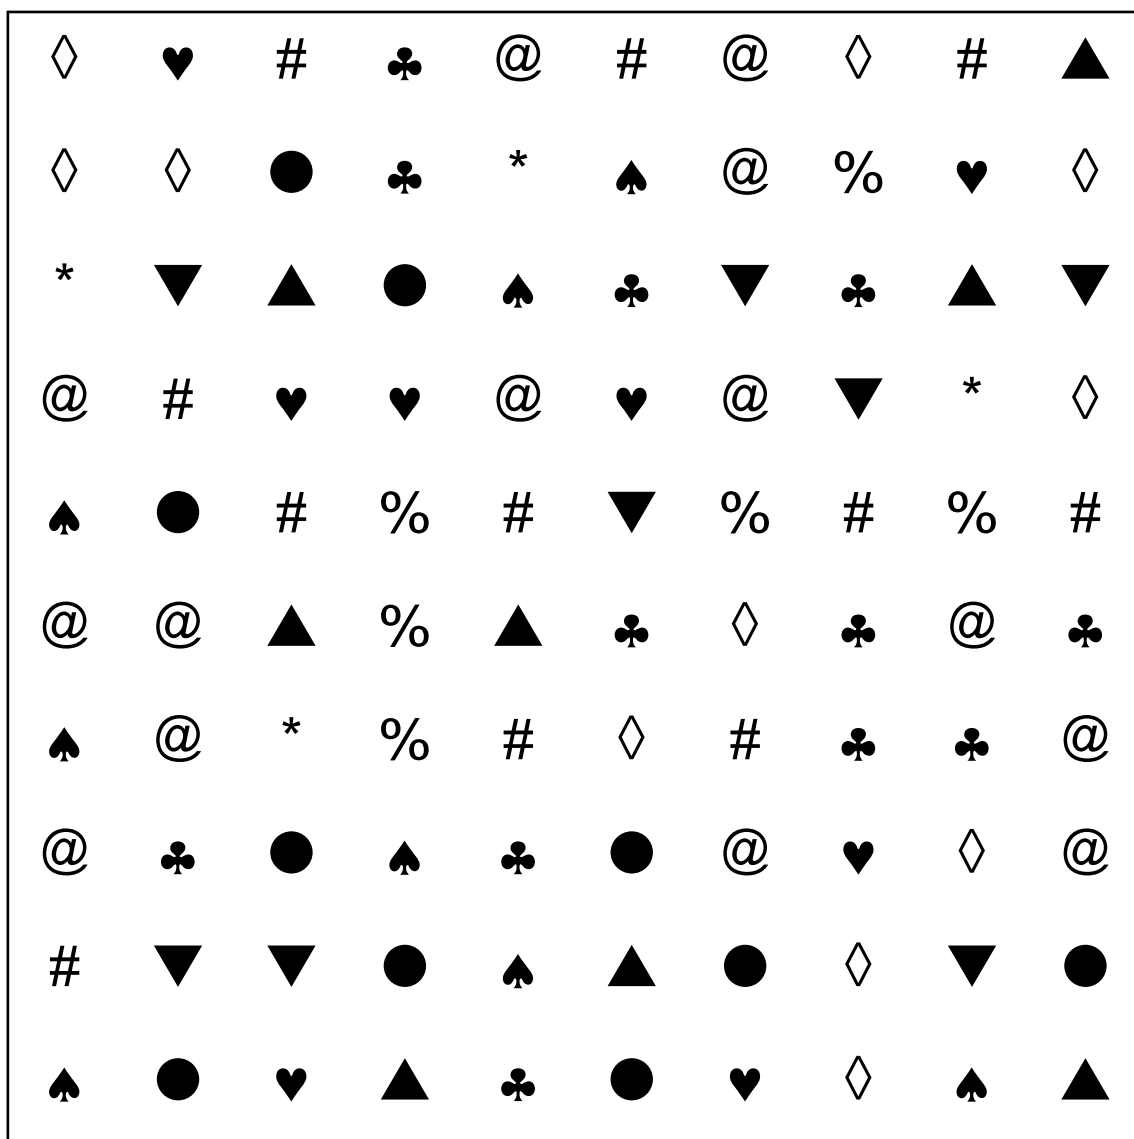 ◊ ♥ # ♣ @ # @ ◊ # ▲
◊ ◊ ● ♣ * ♠ @ % ♥ ◊
* ▼ ▲ ● ♠ ♣ ▼ ♣ ▲ ▼
@ # ♥ ♥ @ ♥ @ ▼ * ◊
♠ ● # % # ▼ % # % #
@ @ ▲ % ▲ ♣ ◊ ♣ @ ♣
♠ @ * % # ◊ # ♣ ♣ @
@ ♣ ● ♠ ♣ ● @ ♥ ◊ @
# ▼ ▼ ● ♠ ▲ ● ◊ ▼ ●
♠ ● ♥ ▲ ♣ ● ♥ ◊ ♠ ▲